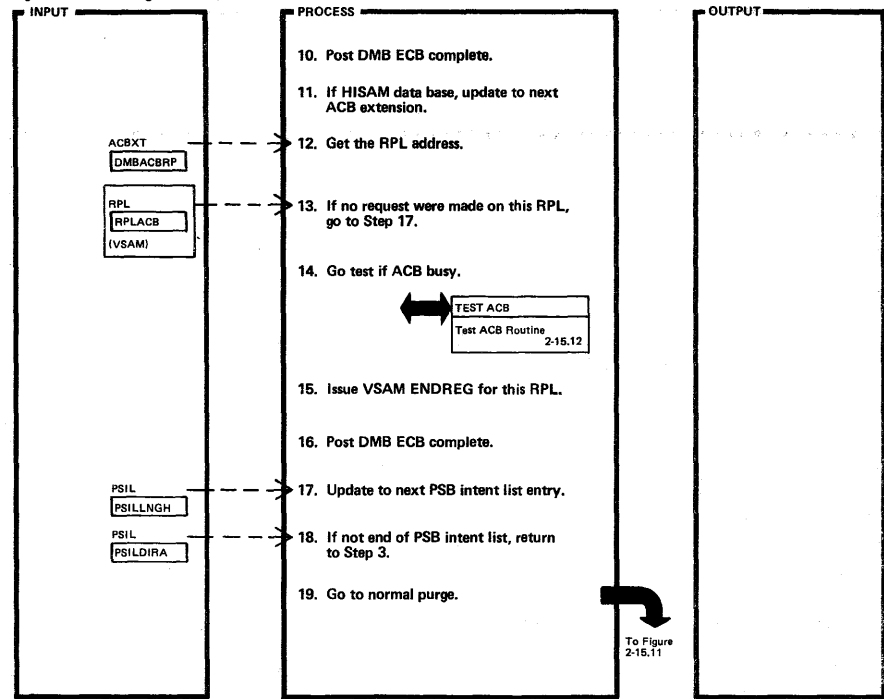 INPUT
PROCESS
OUTPUT
10. Post DMB ECB complete.
11. If HISAM data base, update to next
ACB extension.
ACBXT
DMBACBRP
12. Get the RPL address.
RPL
RPLACB
(VSAM)
13. If no request were made on this RPL,
go to Step 17.
14. Go test if ACB busy.
TEST ACB
Test ACB Routine
2-15.12
15. Issue VSAM ENDREG for this RPL.
16. Post DMB ECB complete.
PSIL
PSILLNGH
17. Update to next PSB intent list entry.
PSIL
PSILDIRA
18. If not end of PSB intent list, return
to Step 3.
19. Go to normal purge.
To Figure
2-15.11